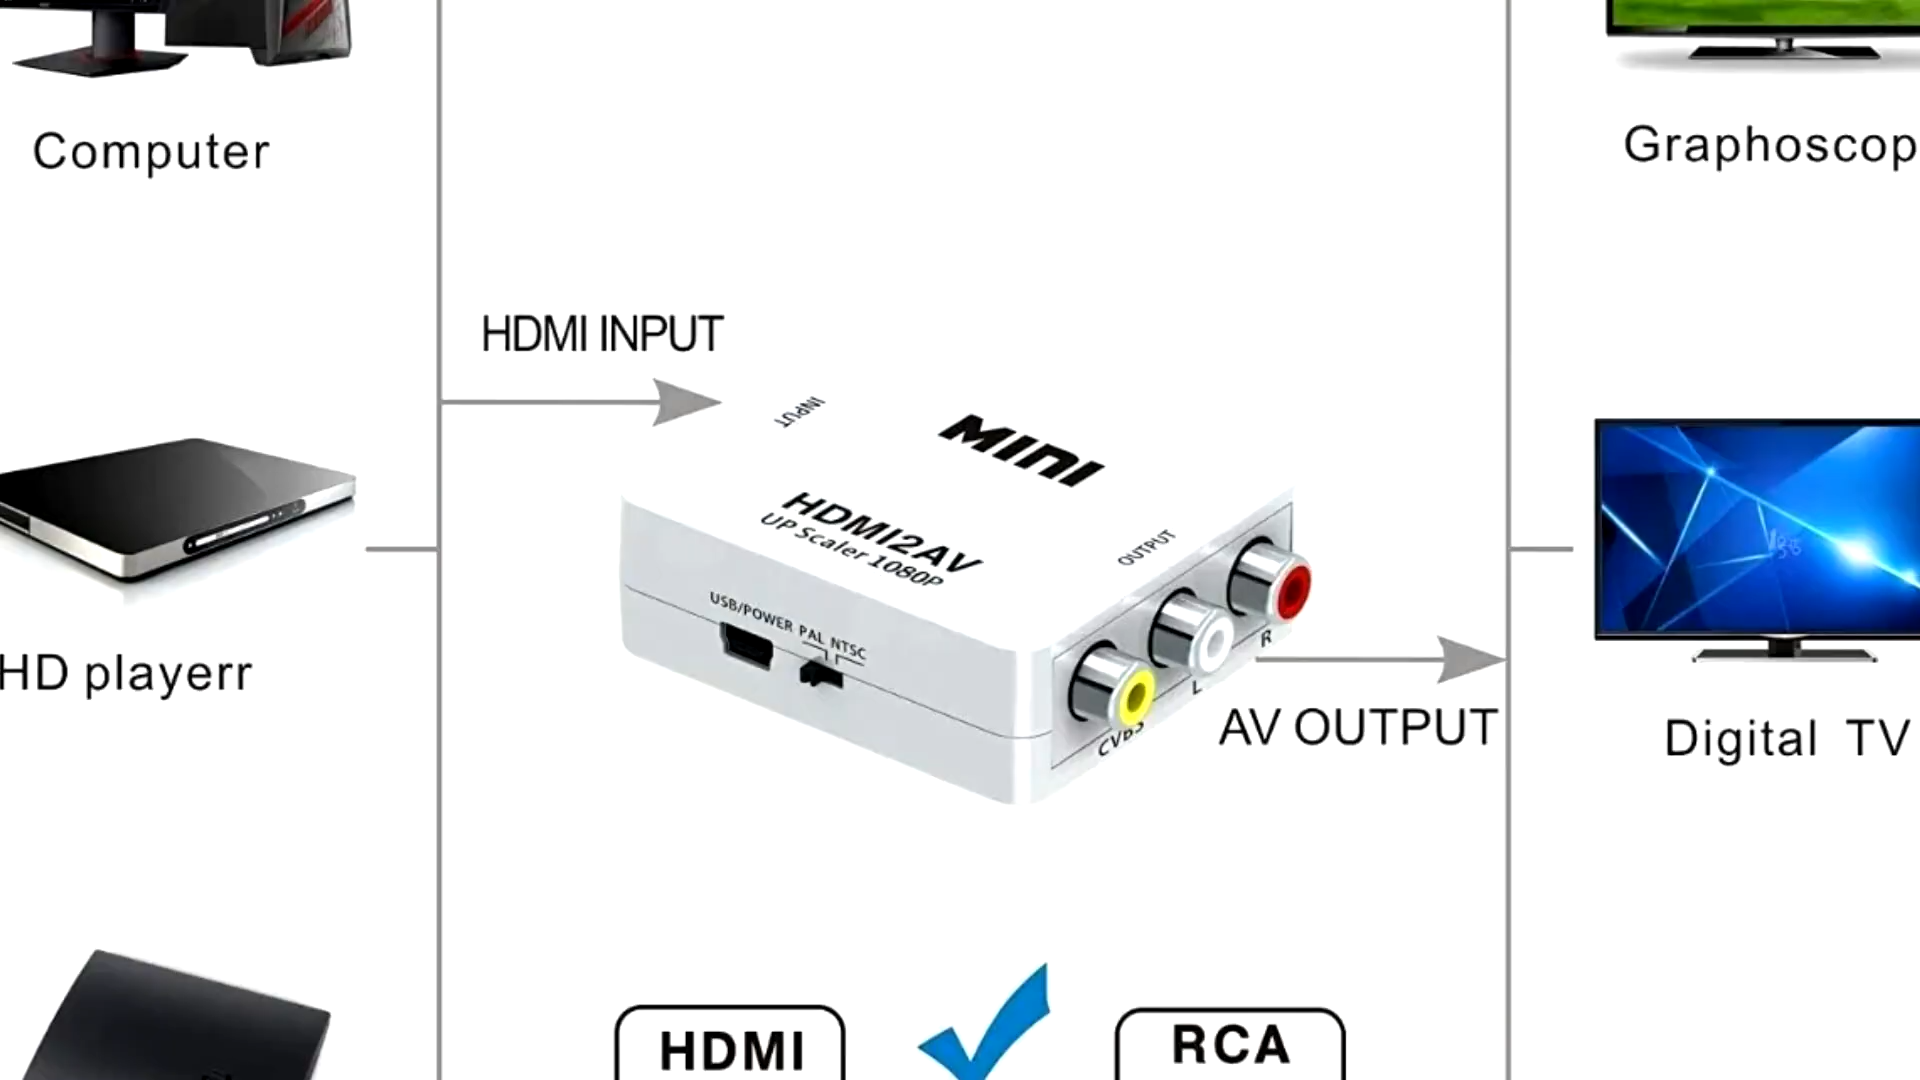 Computer
Graphoscop
HDMI INPUT
INPUT
MINI
HDMI2AV
UP Scaler 1080P
OUTPUT
USB/POWER PAL NTSC
R
L
CVBS
AV OUTPUT
HD playerr
Digital TV
HDMI
RCA